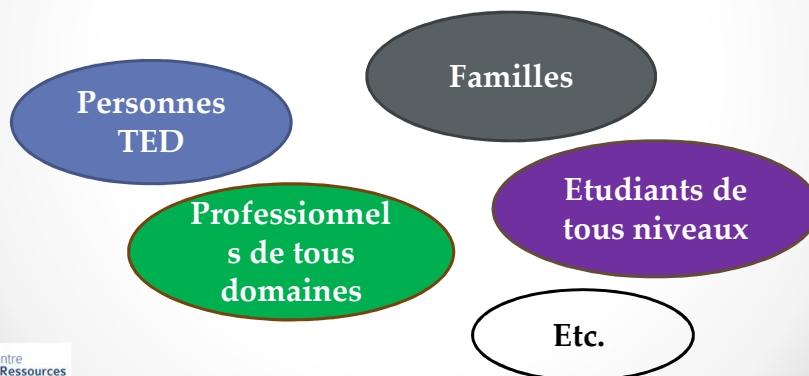 Familles
Personnes
TED
Etudiants de
tous niveaux
Professionnel
s de tous
domaines
Etc.
ntre
Ressources